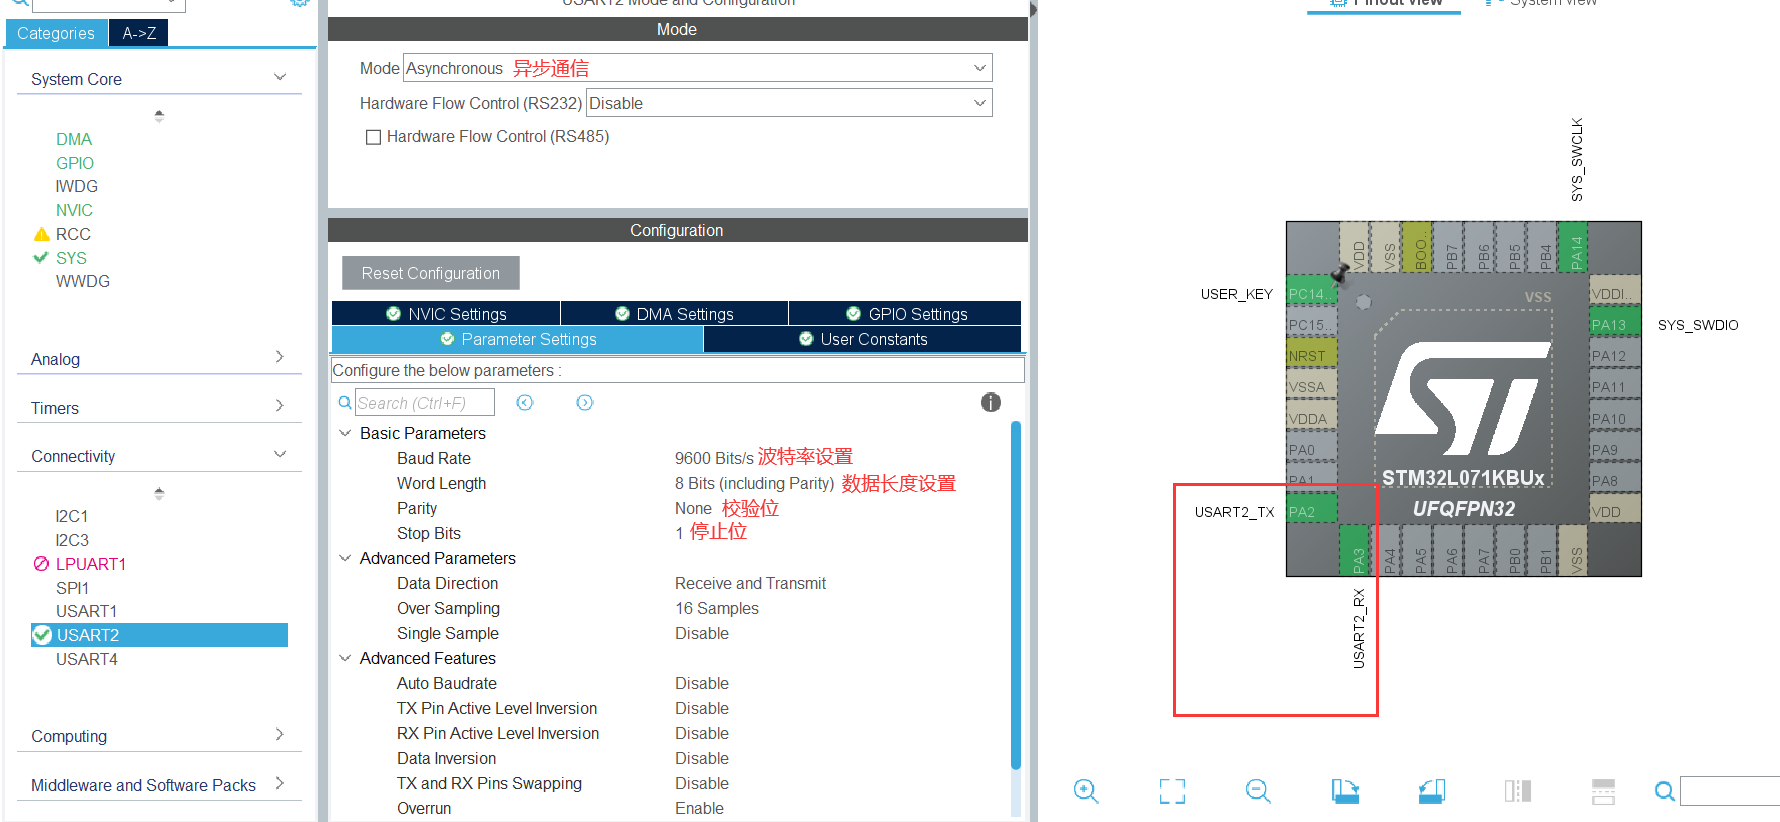 USART2 Mode and Configuration
Pinout view
System view
Categories
A->Z
System Core
DMA
GPIO
IWDG
NVIC
RCC
SYS
WWDG
Analog
Timers
Connectivity
I2C1
I2C3
LPUART1
SPI1
USART1
USART2
USART4
Computing
Middleware and Software Packs
Mode
Mode Asynchronous 异步通信
Hardware Flow Control (RS232) Disable
Hardware Flow Control (RS485)
Configuration
Reset Configuration
NVIC Settings
DMA Settings
GPIO Settings
Parameter Settings
User Constants
Configure the below parameters :
Search (Ctrl+F)
Basic Parameters
Baud Rate 9600 Bits/s 波特率设置
Word Length 8 Bits (including Parity) 数据长度设置
Parity None 校验位
Stop Bits 1 停止位
Advanced Parameters
Data Direction Receive and Transmit
Over Sampling 16 Samples
Single Sample Disable
Advanced Features
Auto Baudrate Disable
TX Pin Active Level Inversion Disable
RX Pin Active Level Inversion Disable
Data Inversion Disable
TX and RX Pins Swapping Disable
Overrun Enable
SYS_SWCLK
VDD
VSS
BOO..
PB7
PB6
PB5
PB4
PA14
USER_KEY
PC14..
PC15..
NRST
VSSA
VDDA
PA0
PA1
USART2_TX
PA2
VSS
STM32L071KBUx
UFQFPN32
VDDI..
PA13
SYS_SWDIO
PA12
PA11
PA10
PA9
PA8
VDD
PA3
PA4
PA5
PA6
PA7
PB0
PB1
VSS
USART2_RX